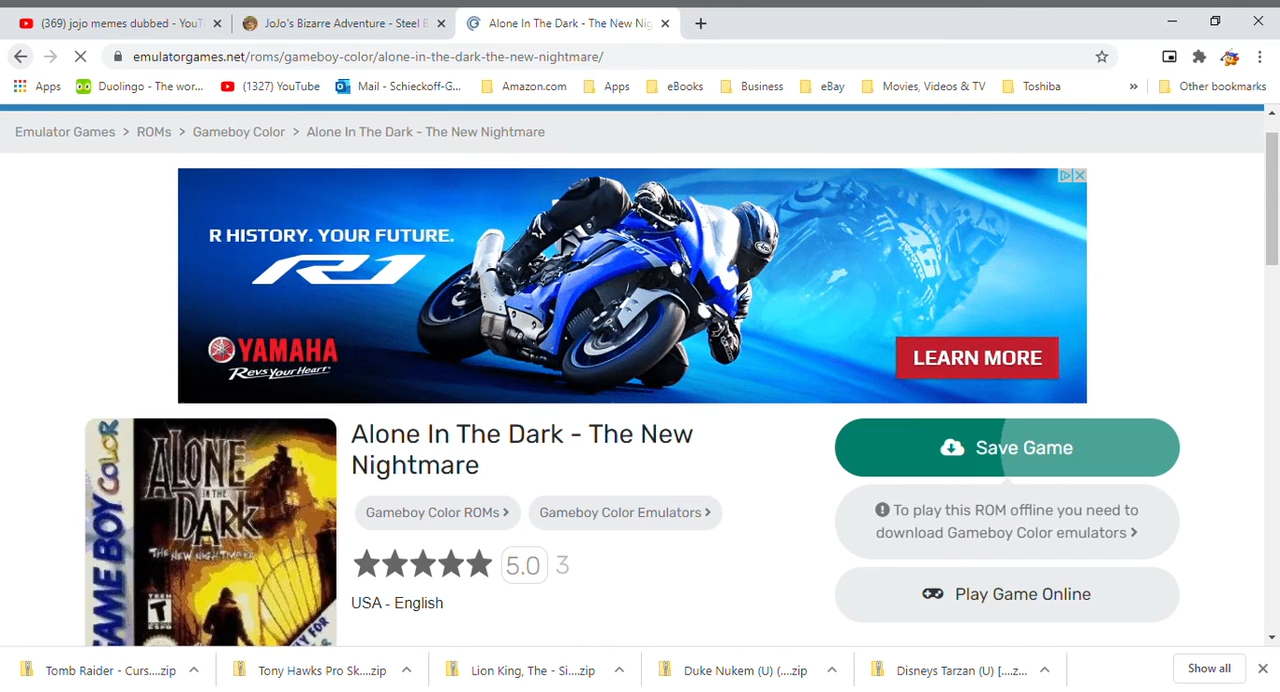 (369) jojo memes dubbed - YouT
JoJo's Bizarre Adventure - Steel B
Alone In The Dark - The New Nig
emulatorgames.net/roms/gameboy-color/alone-in-the-dark-the-new-nightmare/
Apps
Duolingo - The wor...
(1327) YouTube
Mail - Schieckoff-G...
Amazon.com
Apps
eBooks
Business
eBay
Movies, Videos & TV
Toshiba
»
Other bookmarks
Emulator Games > ROMs > Gameboy Color > Alone In The Dark - The New Nightmare
R HISTORY. YOUR FUTURE.
R1
YAMAHA
Revs Your Heart
46
LEARN MORE
GAME BOY COLOR
ALONE
IN THE
DARK
THE NEW NIGHTMARE
TEEN
T
Alone In The Dark - The New
Nightmare
Gameboy Color ROMs >
Gameboy Color Emulators >
5.0 3
USA - English
Save Game
To play this ROM offline you need to
download Gameboy Color emulators >
Play Game Online
Tomb Raider - Curs....zip
Tony Hawks Pro Sk....zip
Lion King, The - Si....zip
Duke Nukem (U) (....zip
Disneys Tarzan (U) [....z...
Show all